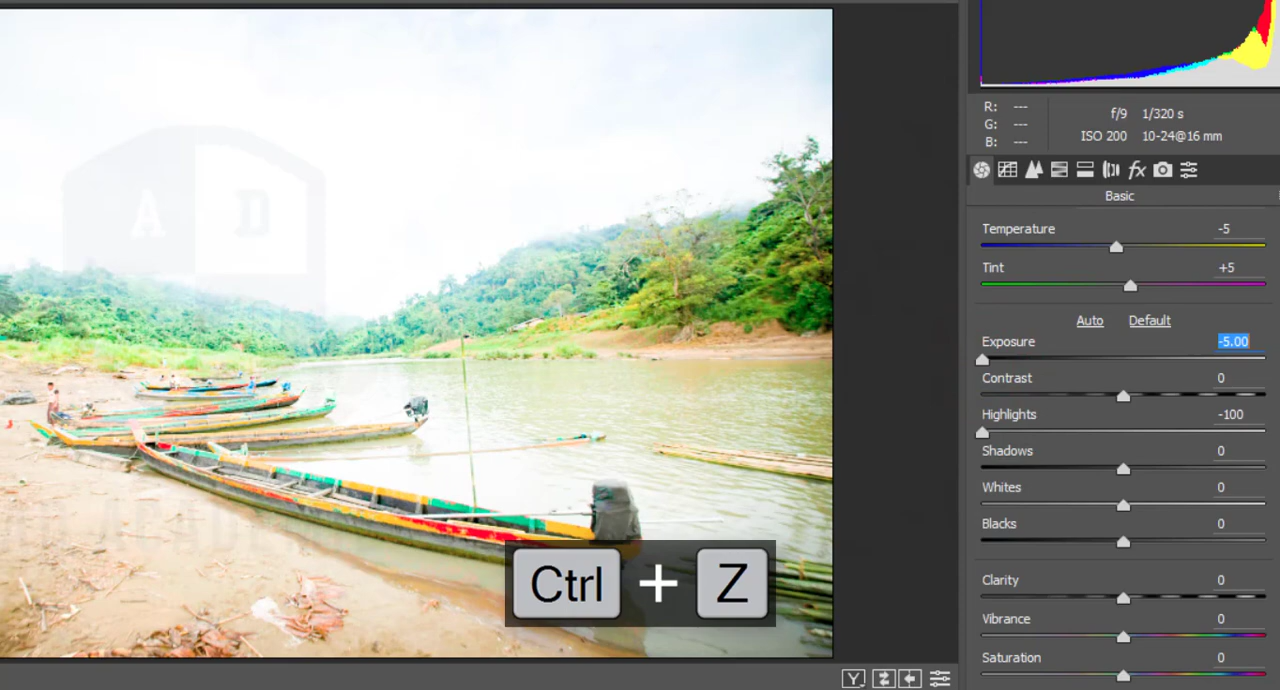 R: ---
G: ---
B: ---
f/9 1/320 s
ISO 200 10-24@16 mm
fx
Basic
Temperature -5
Tint +5
Auto Default
Exposure -5.00
Contrast 0
Highlights -100
Shadows 0
Whites 0
Blacks 0
Clarity 0
Vibrance 0
Saturation 0
A D
Ctrl + Z
Y